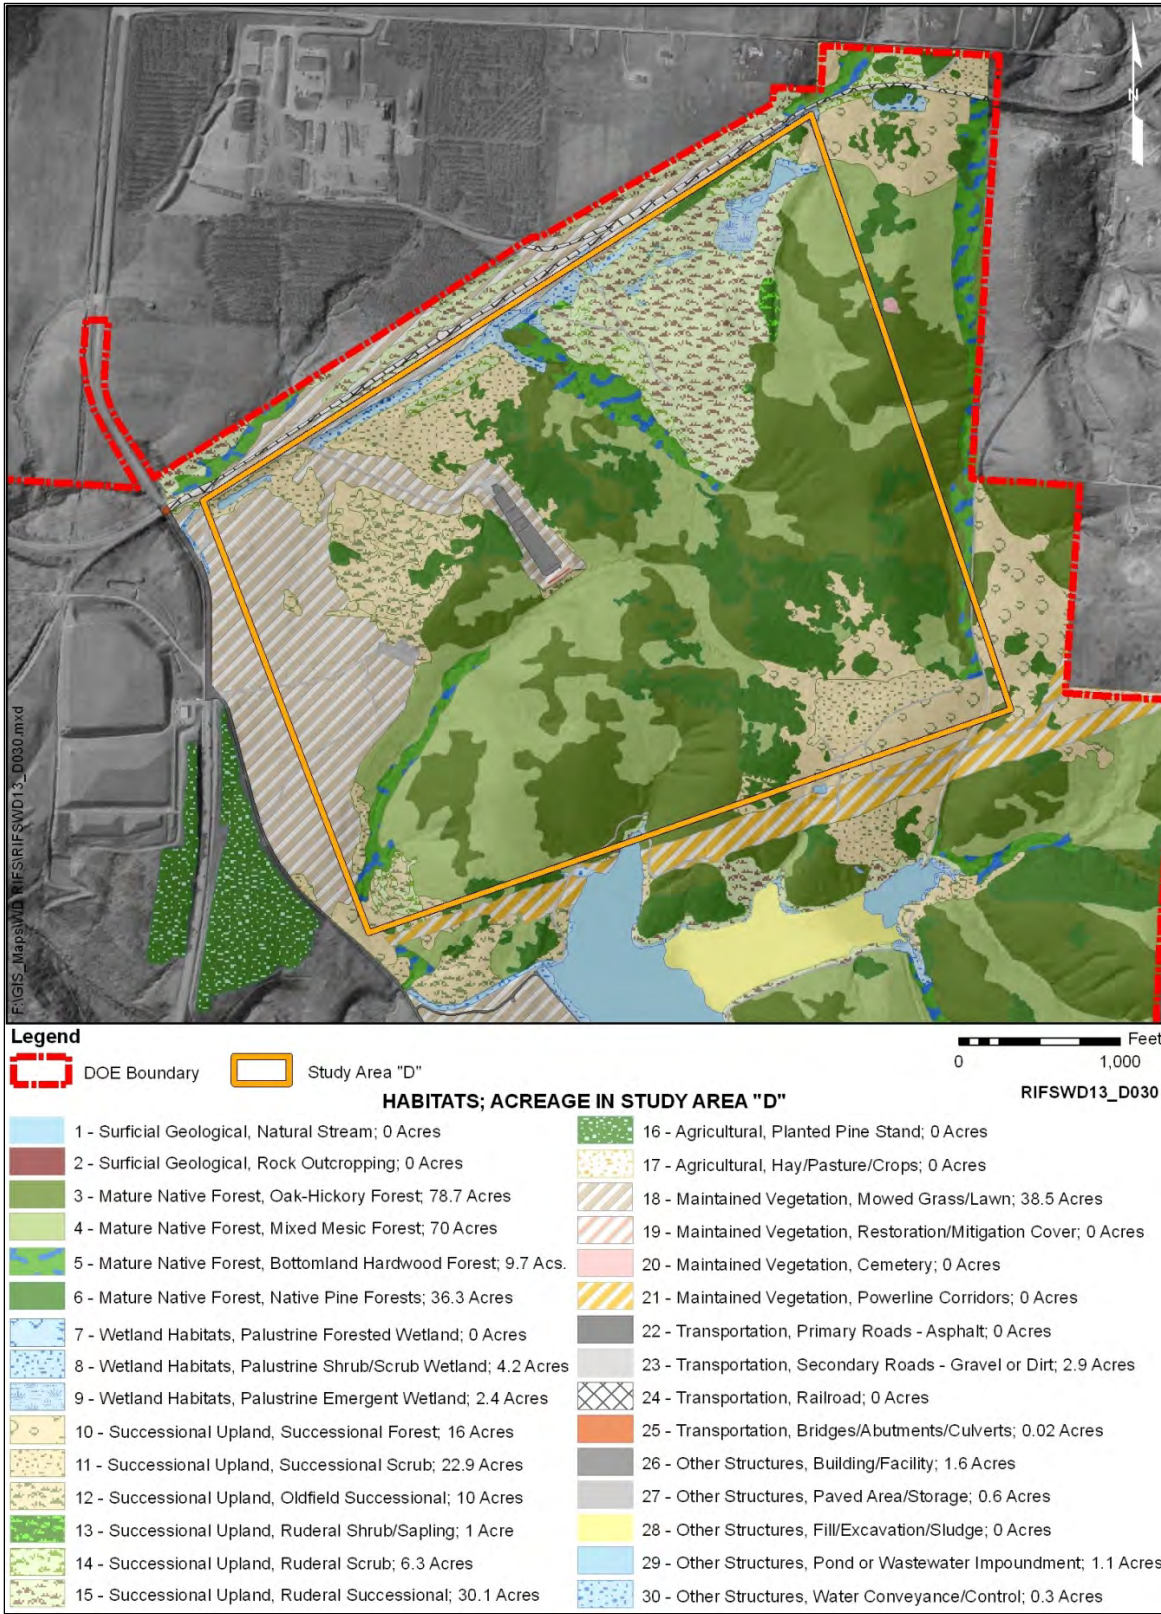 N
F:\GIS_Maps\WD RIFS\RIFSWD13_D030.mxd
Legend
DOE Boundary
Study Area "D"
Feet
0 1,000
RIFSWD13_D030
HABITATS; ACREAGE IN STUDY AREA "D"
1 - Surficial Geological, Natural Stream; 0 Acres
2 - Surficial Geological, Rock Outcropping; 0 Acres
3 - Mature Native Forest, Oak-Hickory Forest; 78.7 Acres
4 - Mature Native Forest, Mixed Mesic Forest; 70 Acres
5 - Mature Native Forest, Bottomland Hardwood Forest; 9.7 Acs.
6 - Mature Native Forest, Native Pine Forests; 36.3 Acres
7 - Wetland Habitats, Palustrine Forested Wetland; 0 Acres
8 - Wetland Habitats, Palustrine Shrub/Scrub Wetland; 4.2 Acres
9 - Wetland Habitats, Palustrine Emergent Wetland; 2.4 Acres
10 - Successional Upland, Successional Forest; 16 Acres
11 - Successional Upland, Successional Scrub; 22.9 Acres
12 - Successional Upland, Oldfield Successional; 10 Acres
13 - Successional Upland, Ruderal Shrub/Sapling; 1 Acre
14 - Successional Upland, Ruderal Scrub; 6.3 Acres
15 - Successional Upland, Ruderal Successional; 30.1 Acres
16 - Agricultural, Planted Pine Stand; 0 Acres
17 - Agricultural, Hay/Pasture/Crops; 0 Acres
18 - Maintained Vegetation, Mowed Grass/Lawn; 38.5 Acres
19 - Maintained Vegetation, Restoration/Mitigation Cover; 0 Acres
20 - Maintained Vegetation, Cemetery; 0 Acres
21 - Maintained Vegetation, Powerline Corridors; 0 Acres
22 - Transportation, Primary Roads - Asphalt; 0 Acres
23 - Transportation, Secondary Roads - Gravel or Dirt; 2.9 Acres
24 - Transportation, Railroad; 0 Acres
25 - Transportation, Bridges/Abutments/Culverts; 0.02 Acres
26 - Other Structures, Building/Facility; 1.6 Acres
27 - Other Structures, Paved Area/Storage; 0.6 Acres
28 - Other Structures, Fill/Excavation/Sludge; 0 Acres
29 - Other Structures, Pond or Wastewater Impoundment; 1.1 Acres
30 - Other Structures, Water Conveyance/Control; 0.3 Acres